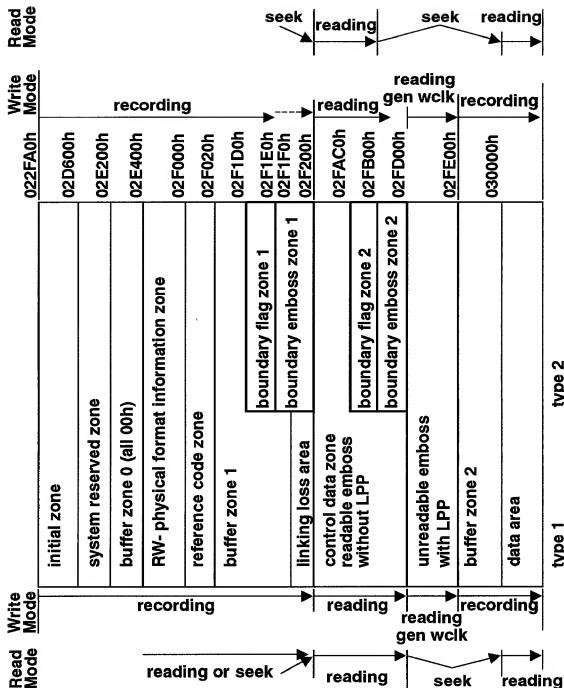 Read
Mode
seek
reading
seek
reading
Write
Mode
recording
reading
reading
gen wclk
recording
022FA0h
02D600h
02E200h
02E400h
02F000h
02F020h
02F1D0h
02F1E0h
02F1F0h
02F200h
02FAC0h
02FB00h
02FD00h
02FE00h
030000h
initial zone
system reserved zone
buffer zone 0 (all 00h)
RW- physical format information zone
reference code zone
buffer zone 1
boundary flag zone 1
boundary emboss zone 1
linking loss area
control data zone
readable emboss
without LPP
boundary flag zone 2
boundary emboss zone 2
unreadable emboss
with LPP
buffer zone 2
data area
type 1
type 2
Write
Mode
recording
reading
reading
gen wclk
recording
Read
Mode
reading or seek
reading
seek
reading